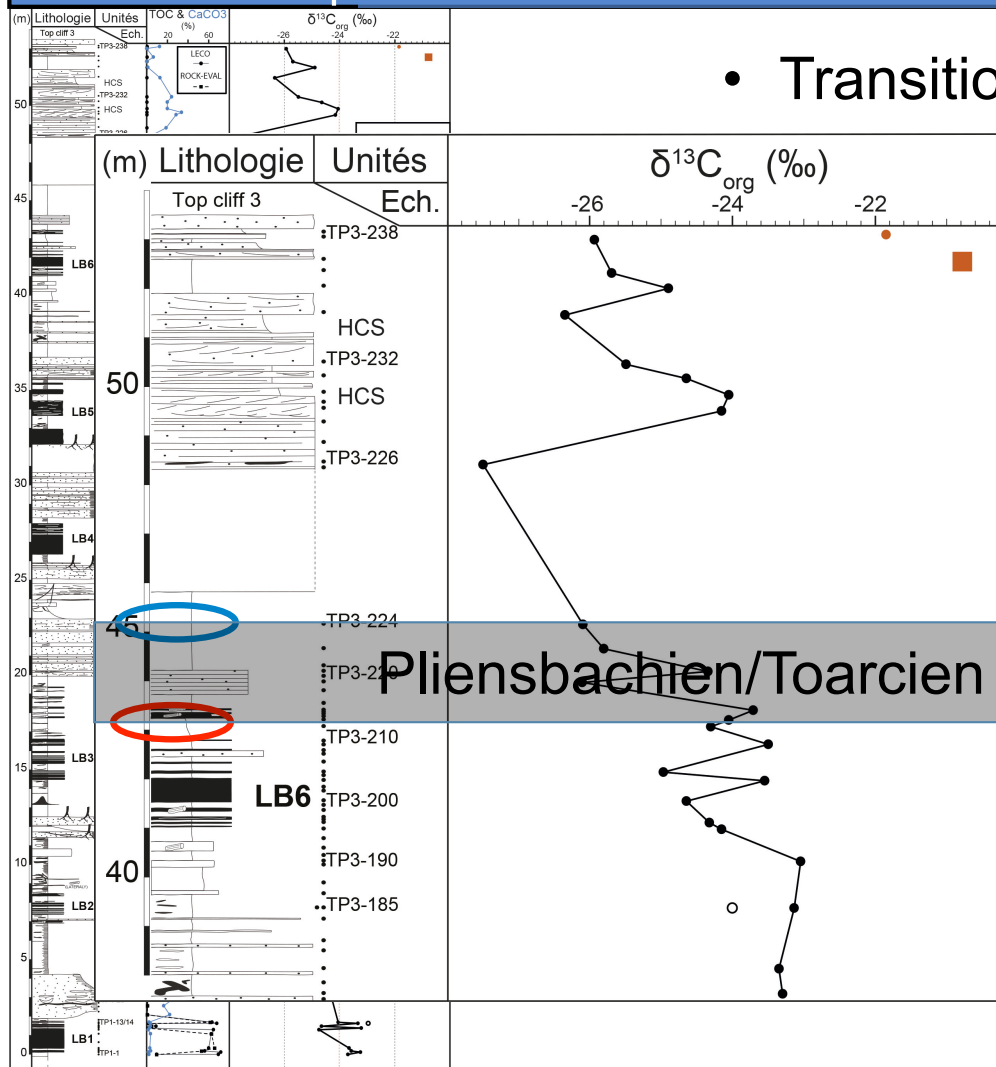 (m) Lithologie Unités TOC & CaCO3 (%) δ¹³C_org (‰)
Top cliff 3 Ech. 20 40 60 -26 -24 -22
TP3-238
LECO
ROCK-EVAL
HCS
TP3-232
50 HCS
TP3-226
• Transitio
(m) Lithologie Unités δ¹³C_org (‰)
Top cliff 3 Ech. -26 -24 -22
TP3-238
HCS
TP3-232
50
HCS
TP3-226
45 TP3-224
TP3-220
Pliensbachien/Toarcien
TP3-210
LB6
TP3-200
TP3-190
40
TP3-185
45
LB6
40
35
LB5
30
LB4
25
20
LB3
15
10
LB2
5
TP1-13/14
LB1
0 TP1-1